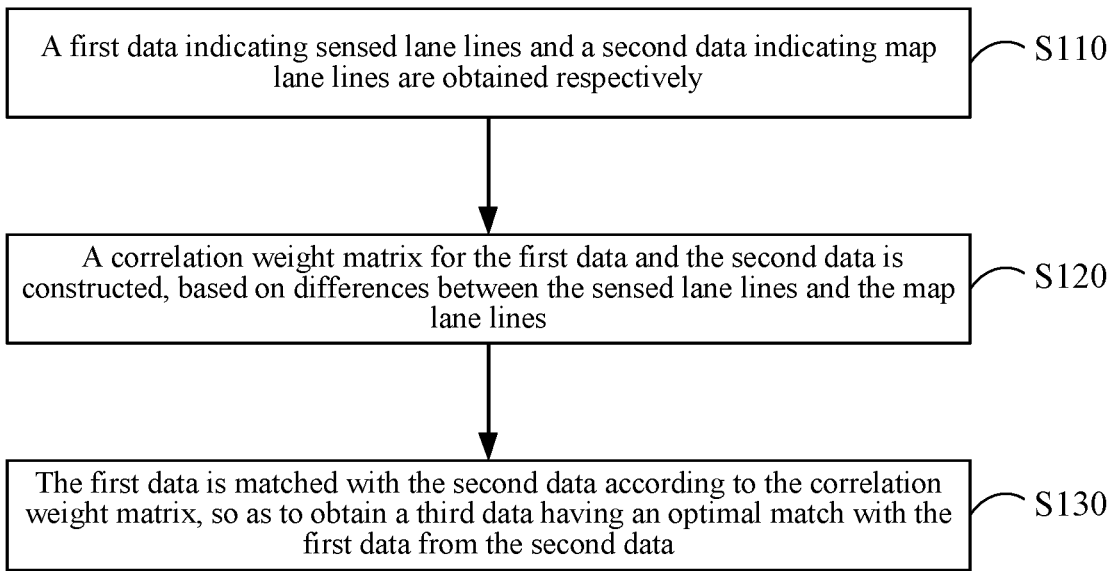 A first data indicating sensed lane lines and a second data indicating map
lane lines are obtained respectively
S110
A correlation weight matrix for the first data and the second data is
constructed, based on differences between the sensed lane lines and the map
lane lines
S120
The first data is matched with the second data according to the correlation
weight matrix, so as to obtain a third data having an optimal match with the
first data from the second data
S130